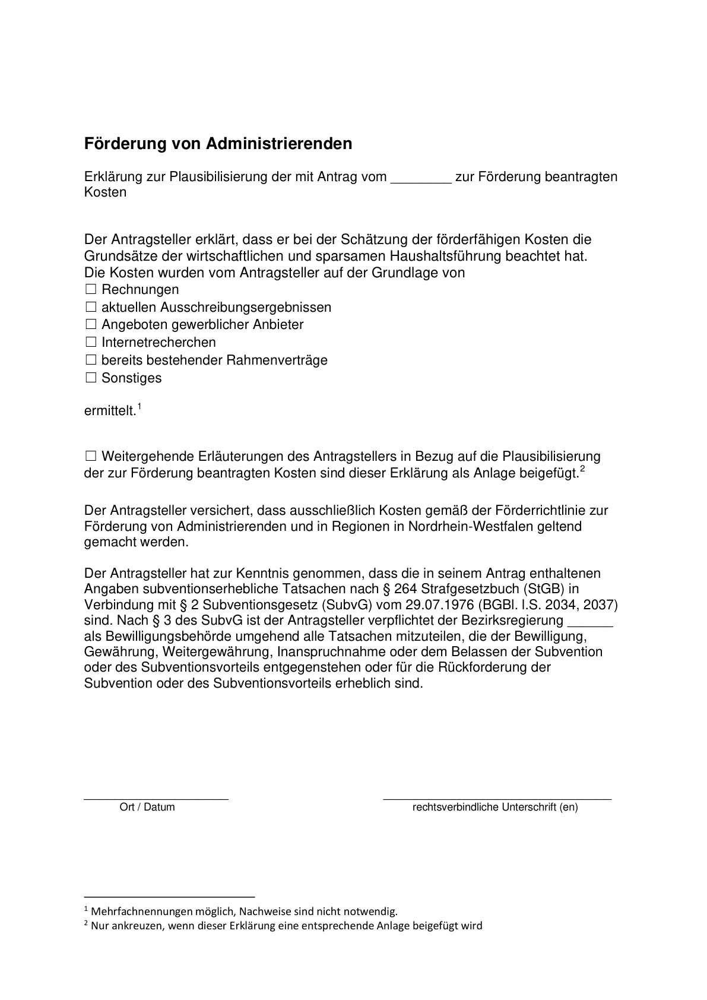 Förderung von Administrierenden
Erklärung zur Plausibilisierung der mit Antrag vom ________ zur Förderung beantragten
Kosten
Der Antragsteller erklärt, dass er bei der Schätzung der förderfähigen Kosten die
Grundsätze der wirtschaftlichen und sparsamen Haushaltsführung beachtet hat.
Die Kosten wurden vom Antragsteller auf der Grundlage von
☐ Rechnungen
☐ aktuellen Ausschreibungsergebnissen
☐ Angeboten gewerblicher Anbieter
☐ Internetrecherchen
☐ bereits bestehender Rahmenverträge
☐ Sonstiges
ermittelt.¹
☐ Weitergehende Erläuterungen des Antragstellers in Bezug auf die Plausibilisierung
der zur Förderung beantragten Kosten sind dieser Erklärung als Anlage beigefügt.²
Der Antragsteller versichert, dass ausschließlich Kosten gemäß der Förderrichtlinie zur
Förderung von Administrierenden und in Regionen in Nordrhein-Westfalen geltend
gemacht werden.
Der Antragsteller hat zur Kenntnis genommen, dass die in seinem Antrag enthaltenen
Angaben subventionserhebliche Tatsachen nach § 264 Strafgesetzbuch (StGB) in
Verbindung mit § 2 Subventionsgesetz (SubvG) vom 29.07.1976 (BGBl. I.S. 2034, 2037)
sind. Nach § 3 des SubvG ist der Antragsteller verpflichtet der Bezirksregierung ______
als Bewilligungsbehörde umgehend alle Tatsachen mitzuteilen, die der Bewilligung,
Gewährung, Weitergewährung, Inanspruchnahme oder dem Belassen der Subvention
oder des Subventionsvorteils entgegenstehen oder für die Rückforderung der
Subvention oder des Subventionsvorteils erheblich sind.
Ort / Datum
rechtsverbindliche Unterschrift (en)
¹ Mehrfachnennungen möglich, Nachweise sind nicht notwendig.
² Nur ankreuzen, wenn dieser Erklärung eine entsprechende Anlage beigefügt wird